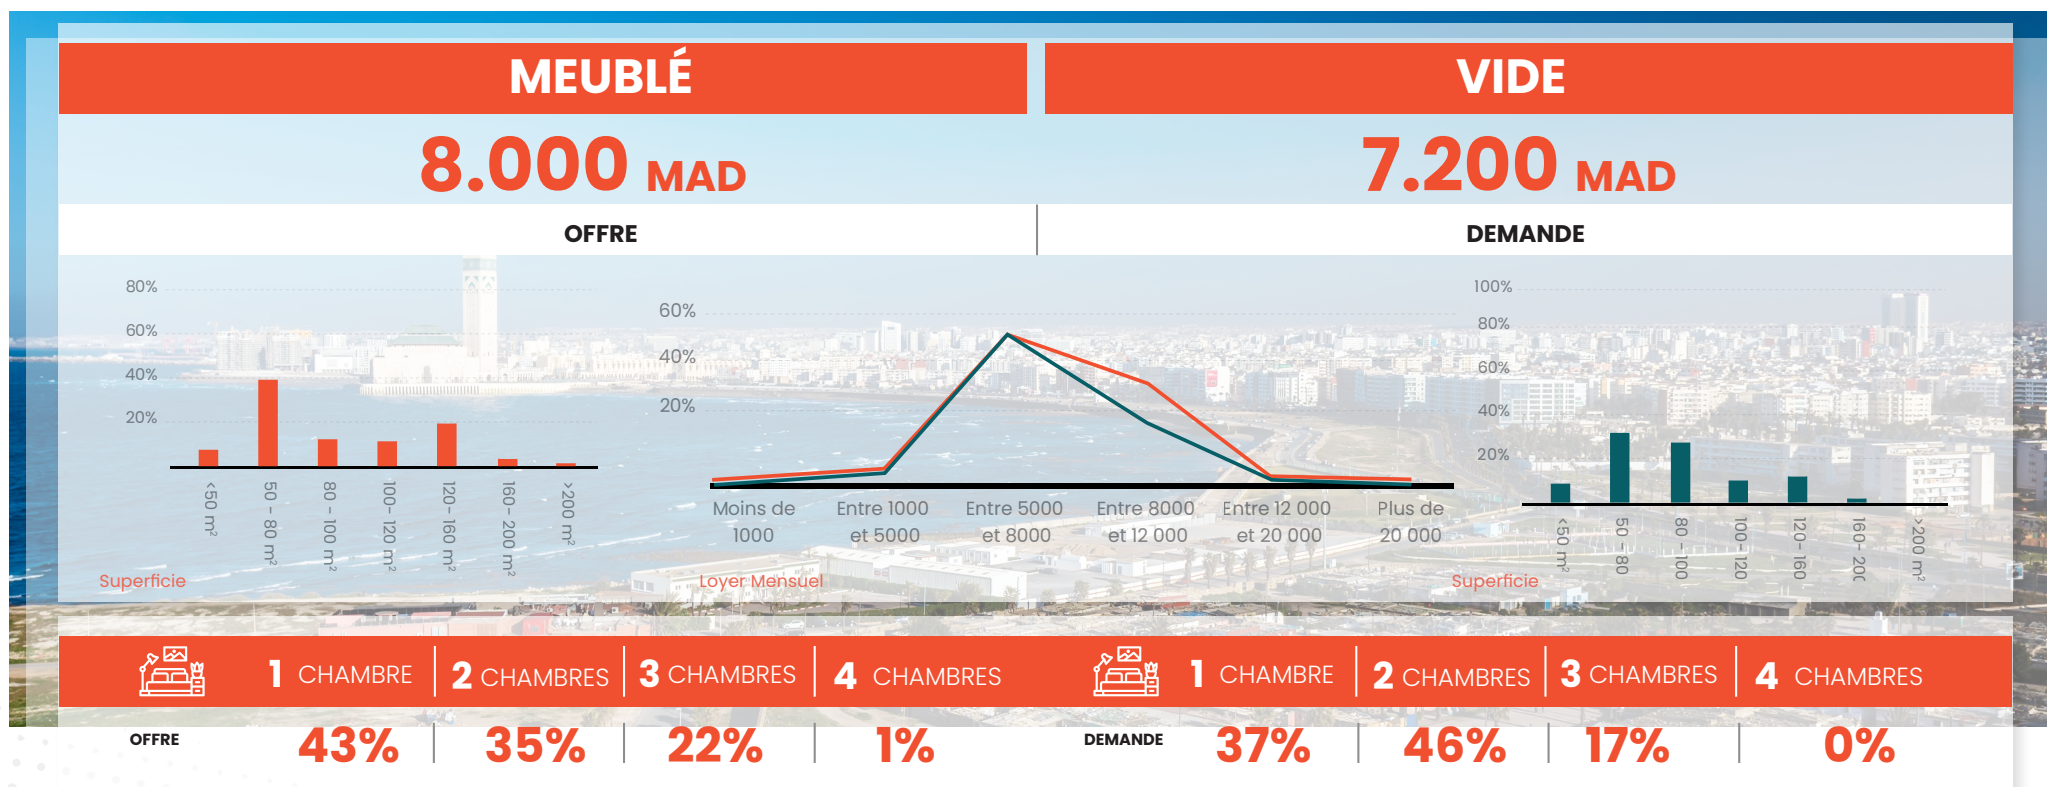 MEUBLÉ
VIDE
8.000 MAD
7.200 MAD
OFFRE
DEMANDE
80%
60%
40%
20%
<50 m²
50 - 80 m²
80 - 100 m²
100- 120 m²
120- 160 m²
160- 200 m²
>200 m²
Superficie
60%
40%
20%
Moins de
1000
Entre 1000
et 5000
Entre 5000
et 8000
Entre 8000
et 12 000
Entre 12 000
et 20 000
Plus de
20 000
Loyer Mensuel
100%
80%
60%
40%
20%
<50 m²
50 - 80
80 - 100
100- 120
120- 160
160- 200
>200 m²
Superficie
1 CHAMBRE
2 CHAMBRES
3 CHAMBRES
4 CHAMBRES
1 CHAMBRE
2 CHAMBRES
3 CHAMBRES
4 CHAMBRES
OFFRE
43%
35%
22%
1%
DEMANDE
37%
46%
17%
0%